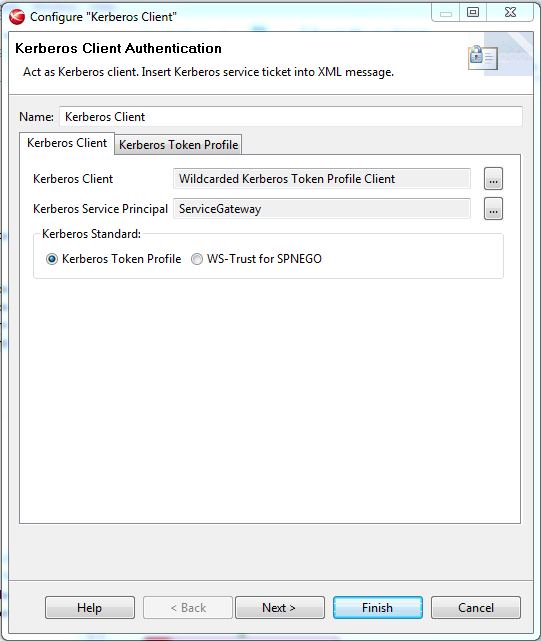 Configure "Kerberos Client"
Kerberos Client Authentication
Act as Kerberos client. Insert Kerberos service ticket into XML message.
Name: Kerberos Client
Kerberos Client Kerberos Token Profile
Kerberos Client Wildcarded Kerberos Token Profile Client ...
Kerberos Service Principal ServiceGateway ...
Kerberos Standard:
Kerberos Token Profile WS-Trust for SPNEGO
Help < Back Next > Finish Cancel